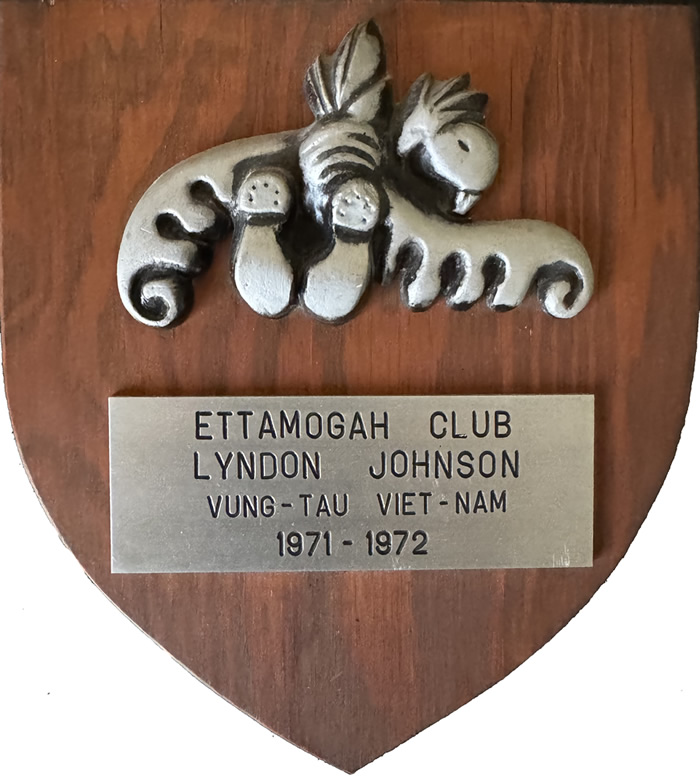 ETTAMOGAH CLUB
LYNDON JOHNSON
VUNG-TAU VIET-NAM
1971-1972